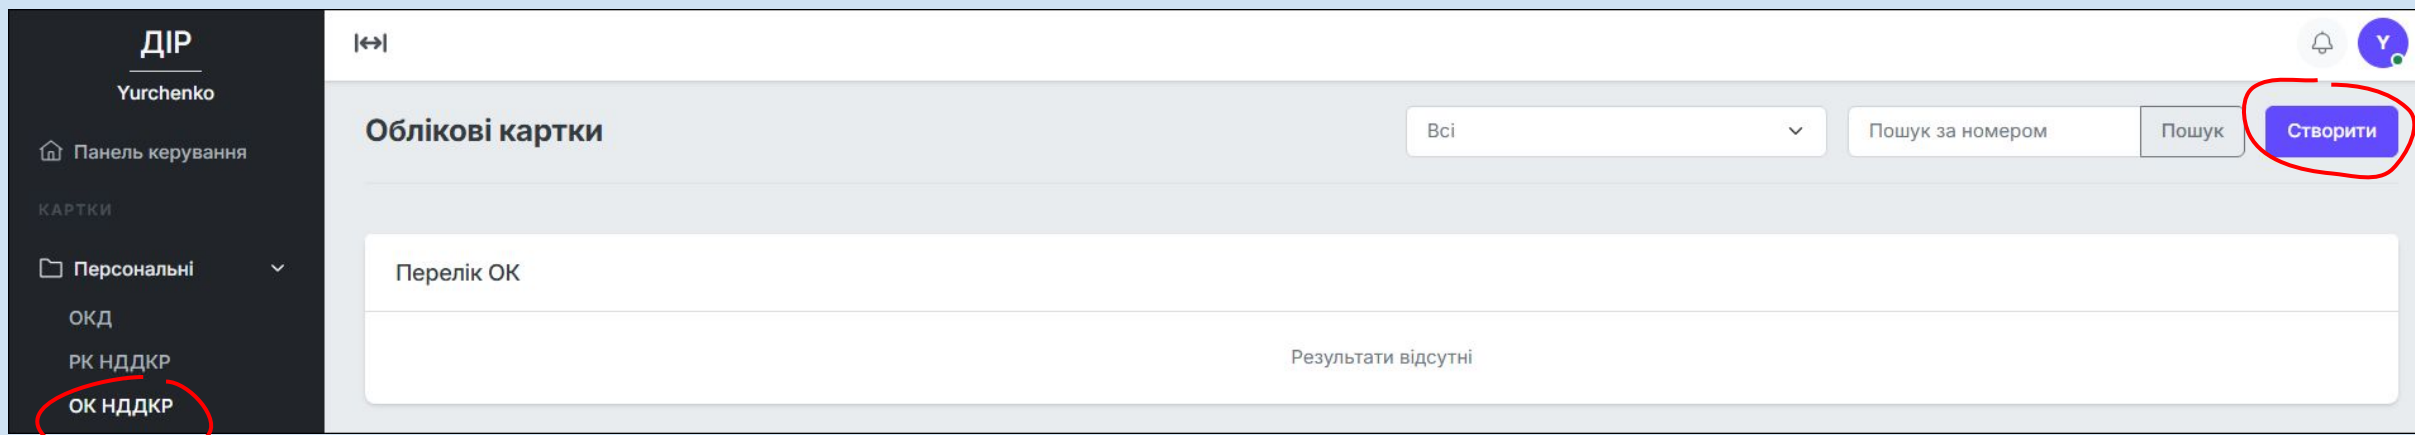 ДІР
Yurchenko
Панель керування
КАРТКИ
Персональні
ОКД
РК НДДКР
ОК НДДКР
Y
Облікові картки
Всі
Пошук за номером
Пошук
Створити
Перелік ОК
Результати відсутні